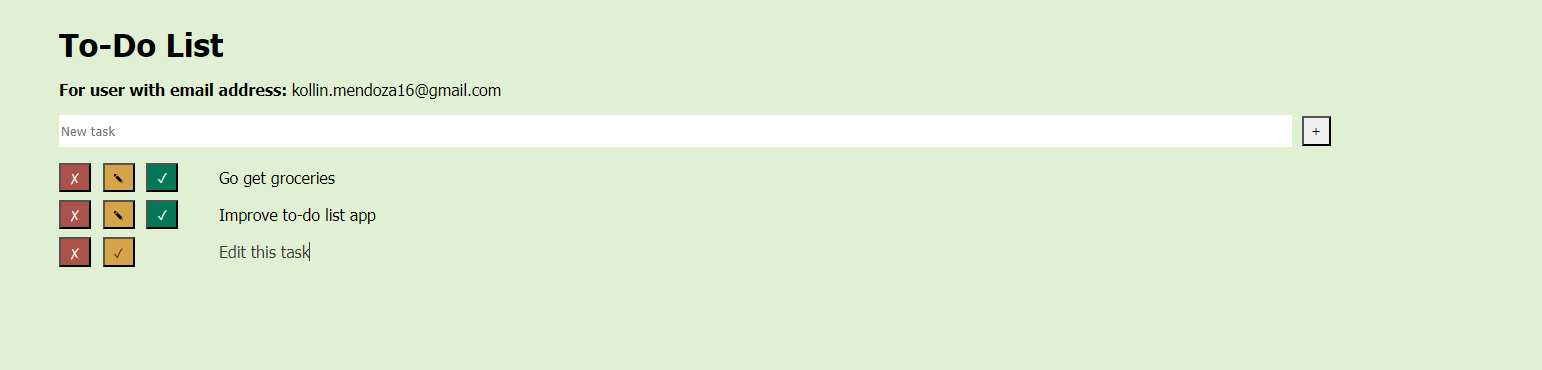 To-Do List
For user with email address: kollin.mendoza16@gmail.com
New task +
✗ ✓ Go get groceries
✗ ✓ Improve to-do list app
✗ ✓ Edit this task